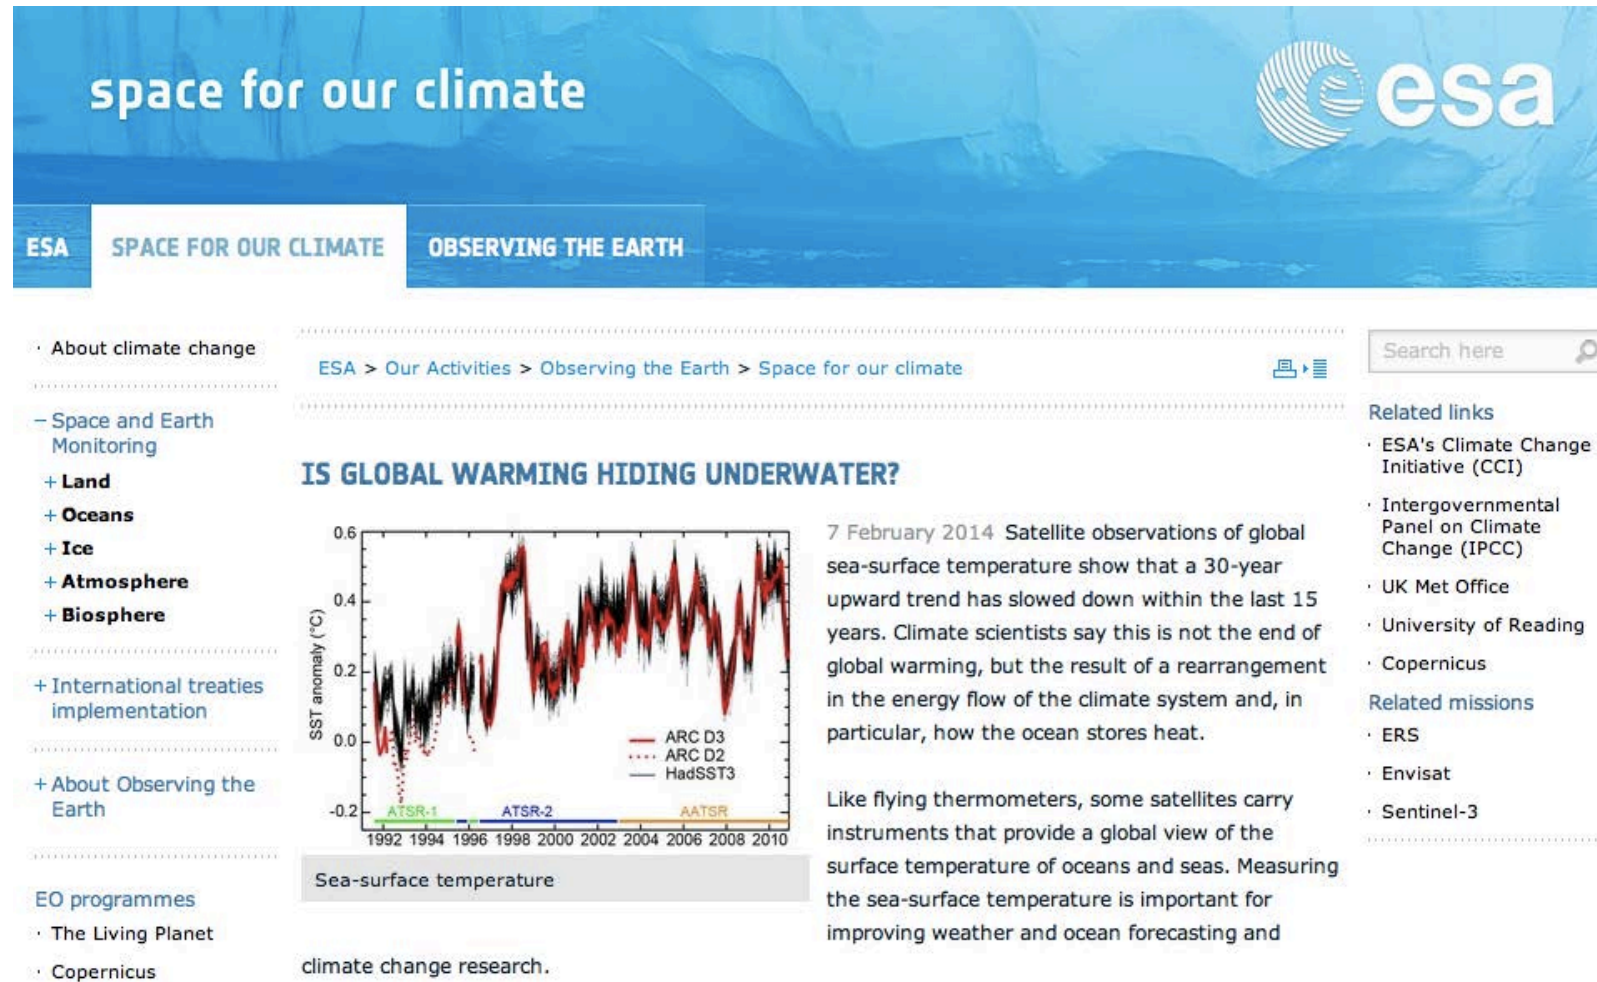 space for our climate
esa
ESA
SPACE FOR OUR CLIMATE
OBSERVING THE EARTH
· About climate change
− Space and Earth
Monitoring
+ Land
+ Oceans
+ Ice
+ Atmosphere
+ Biosphere
+ International treaties
implementation
+ About Observing the
Earth
EO programmes
· The Living Planet
· Copernicus
ESA > Our Activities > Observing the Earth > Space for our climate
IS GLOBAL WARMING HIDING UNDERWATER?
0.6
0.4
0.2
0.0
-0.2
SST anomaly (°C)
ARC D3
ARC D2
HadSST3
ATSR-1
ATSR-2
AATSR
1992 1994 1996 1998 2000 2002 2004 2006 2008 2010
Sea-surface temperature
7 February 2014 Satellite observations of global
sea-surface temperature show that a 30-year
upward trend has slowed down within the last 15
years. Climate scientists say this is not the end of
global warming, but the result of a rearrangement
in the energy flow of the climate system and, in
particular, how the ocean stores heat.
Like flying thermometers, some satellites carry
instruments that provide a global view of the
surface temperature of oceans and seas. Measuring
the sea-surface temperature is important for
improving weather and ocean forecasting and
climate change research.
Search here
Related links
· ESA's Climate Change
Initiative (CCI)
· Intergovernmental
Panel on Climate
Change (IPCC)
· UK Met Office
· University of Reading
· Copernicus
Related missions
· ERS
· Envisat
· Sentinel-3